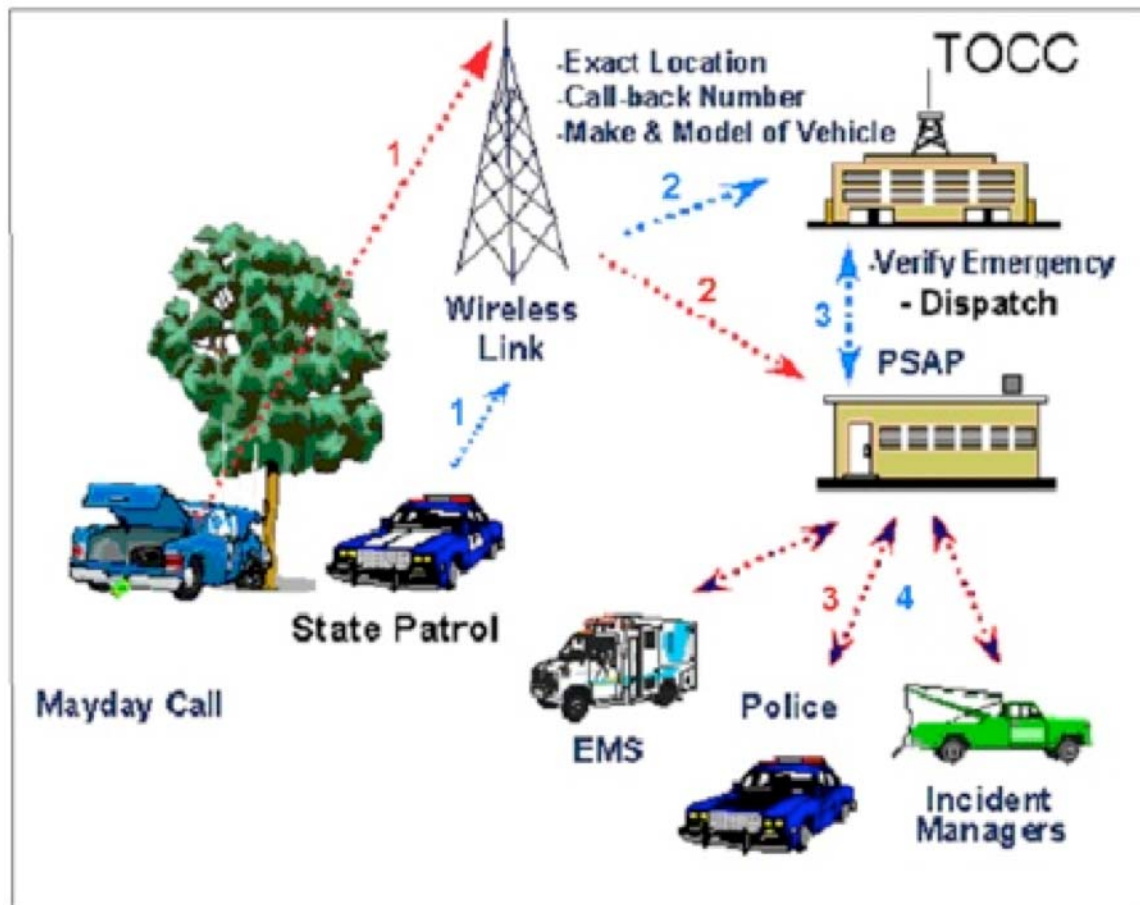 TOCC
-Exact Location
-Call-back Number
-Make & Model of Vehicle
1
2
2
-Verify Emergency
- Dispatch
3
PSAP
Wireless
Link
1
State Patrol
Mayday Call
3
4
EMS
Police
Incident
Managers